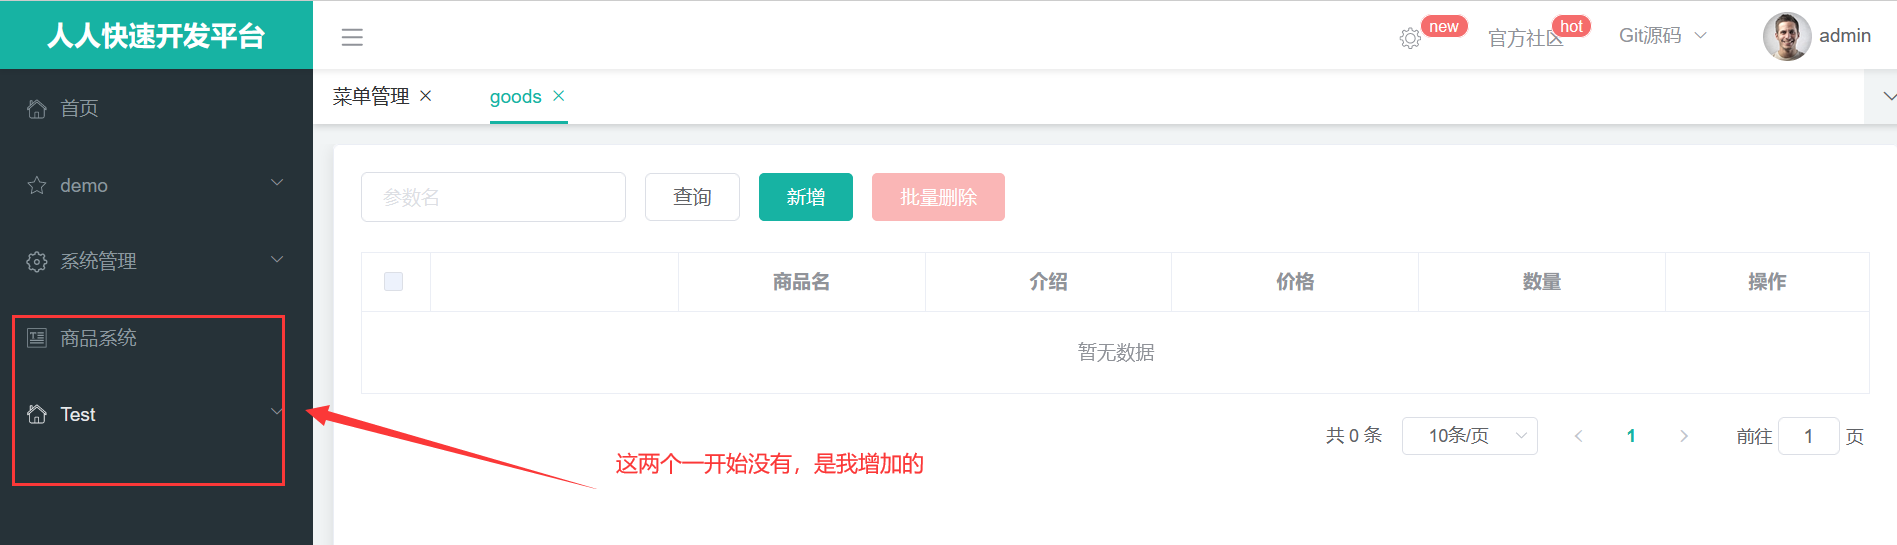 人人快速开发平台
new
官方社区
hot
Git源码
admin
首页
demo
系统管理
商品系统
Test
菜单管理
goods
参数名
查询
新增
批量删除
商品名
介绍
价格
数量
操作
暂无数据
共 0 条
10条/页
1
前往
1
页
这两个一开始没有，是我增加的